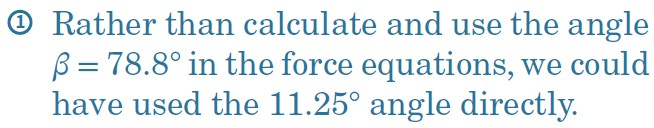 ① Rather than calculate and use the angle
β = 78.8° in the force equations, we could
have used the 11.25° angle directly.